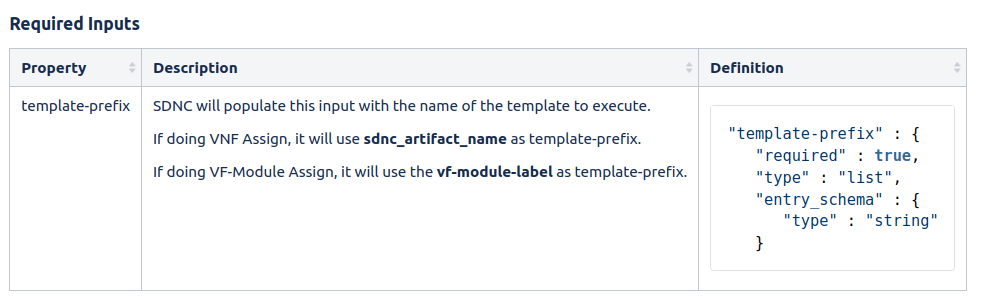 Required Inputs
Property
Description
Definition
template-prefix
SDNC will populate this input with the name of the template to execute.
If doing VNF Assign, it will use sdnc_artifact_name as template-prefix.
If doing VF-Module Assign, it will use the vf-module-label as template-prefix.
"template-prefix" : {
"required" : true,
"type" : "list",
"entry_schema" : {
"type" : "string"
}